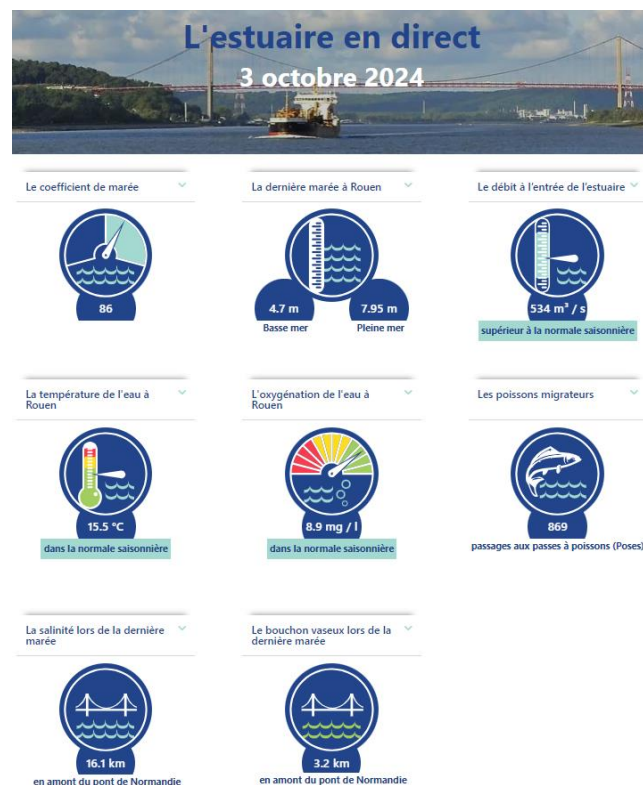 L'estuaire en direct
3 octobre 2024
Le coefficient de marée
La dernière marée à Rouen
Le débit à l'entrée de l'estuaire
86
4.7 m
7.95 m
Basse mer
Pleine mer
534 m³ / s
supérieur à la normale saisonnière
La température de l'eau à
Rouen
L'oxygénation de l'eau à
Rouen
Les poissons migrateurs
15.5 °C
dans la normale saisonnière
8.9 mg / l
dans la normale saisonnière
869
passages aux passes à poissons (Poses)
La salinité lors de la dernière
marée
Le bouchon vaseux lors de la
dernière marée
16.1 km
en amont du pont de Normandie
3.2 km
en amont du pont de Normandie